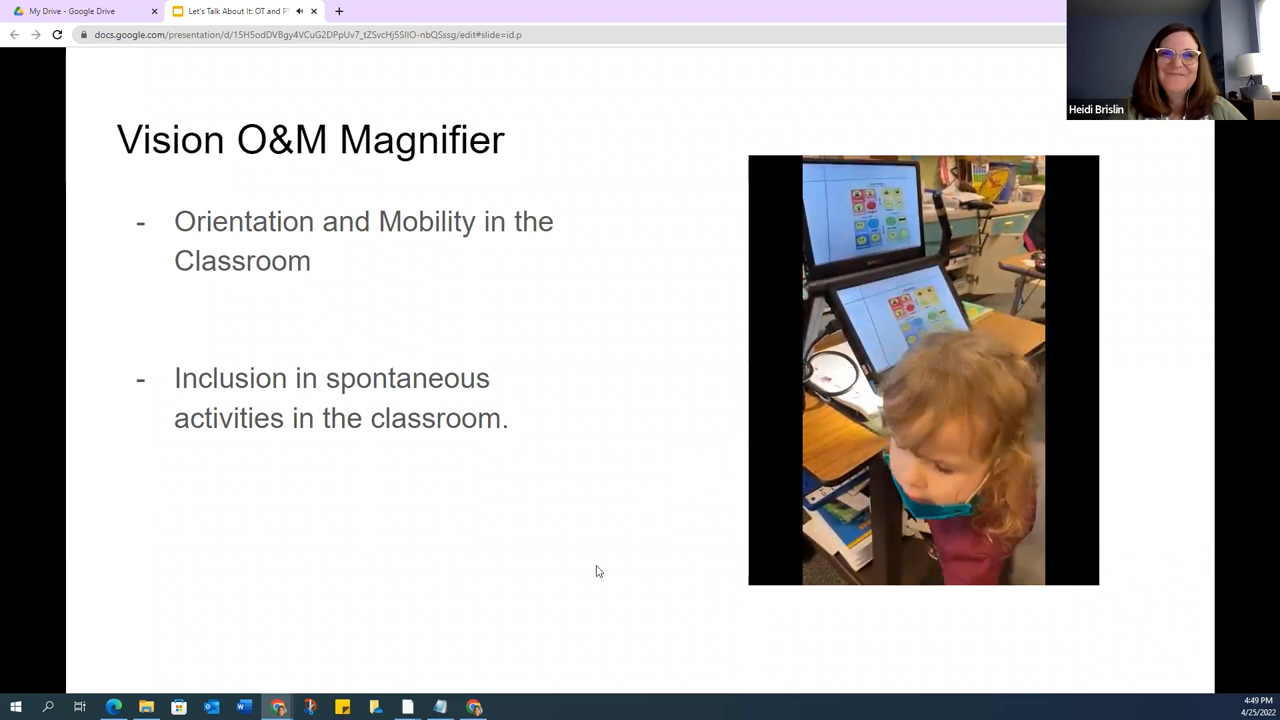 My Drive - Google Drive
Let's Talk About It: OT and PT
docs.google.com/presentation/d/15H5odDVBgy4VCuG2DPpUv7_tZSvcHj5SIIO-nbQSssg/edit#slide=id.p
Heidi Brislin
Vision O&M Magnifier
- Orientation and Mobility in the
Classroom
- Inclusion in spontaneous
activities in the classroom.
4:49 PM
4/25/2022